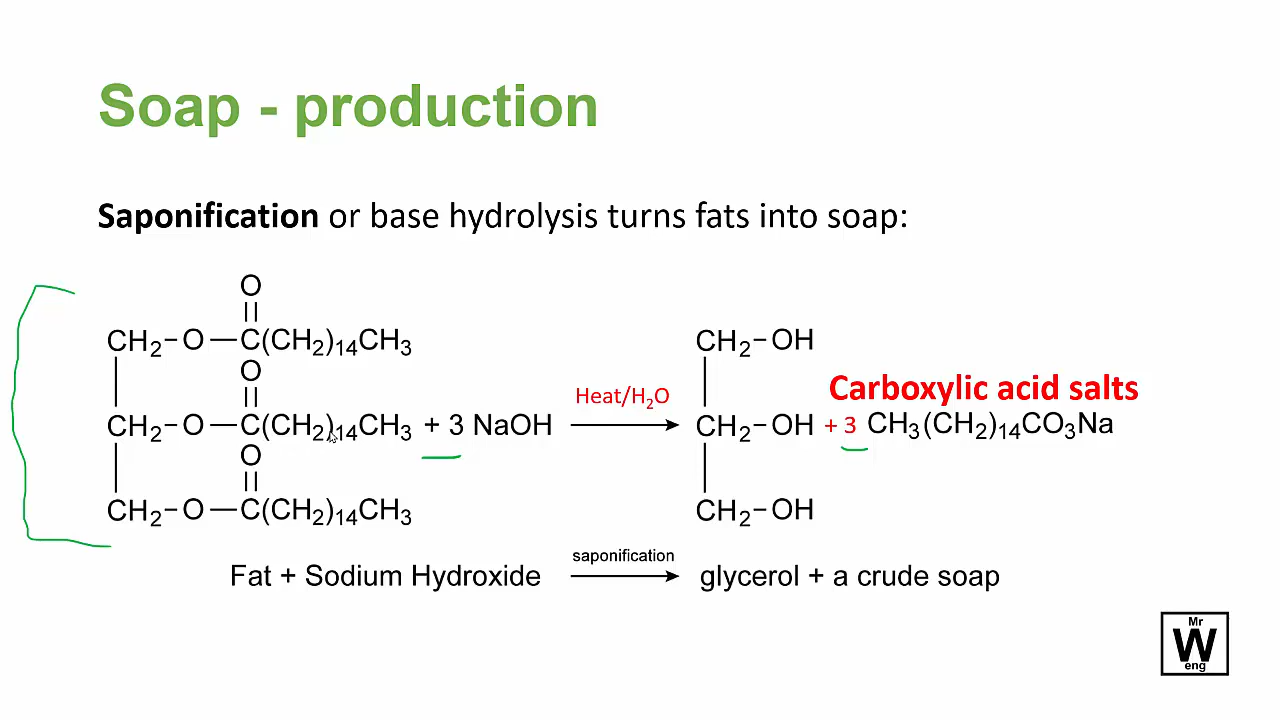 Soap - production
Saponification or base hydrolysis turns fats into soap:
O
CH₂–O—C(CH₂)₁₄CH₃
O
CH₂–O—C(CH₂)₁₄CH₃ + 3 NaOH
O
CH₂–O—C(CH₂)₁₄CH₃
Heat/H₂O
CH₂–OH
Carboxylic acid salts
CH₂–OH + 3 CH₃(CH₂)₁₄CO₃Na
CH₂–OH
saponification
Fat + Sodium Hydroxide → glycerol + a crude soap
Mr
W
eng